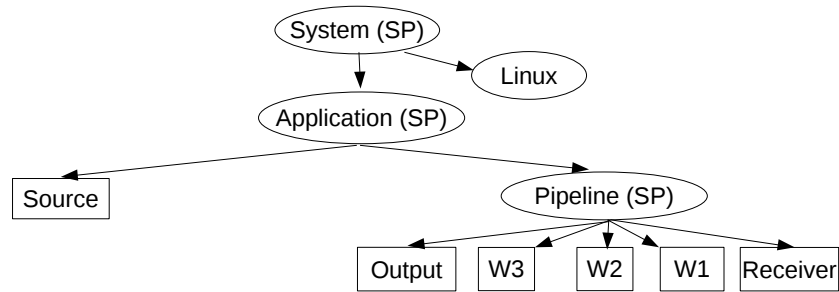 System (SP)
Linux
Application (SP)
Source
Pipeline (SP)
Output
W3
W2
W1
Receiver